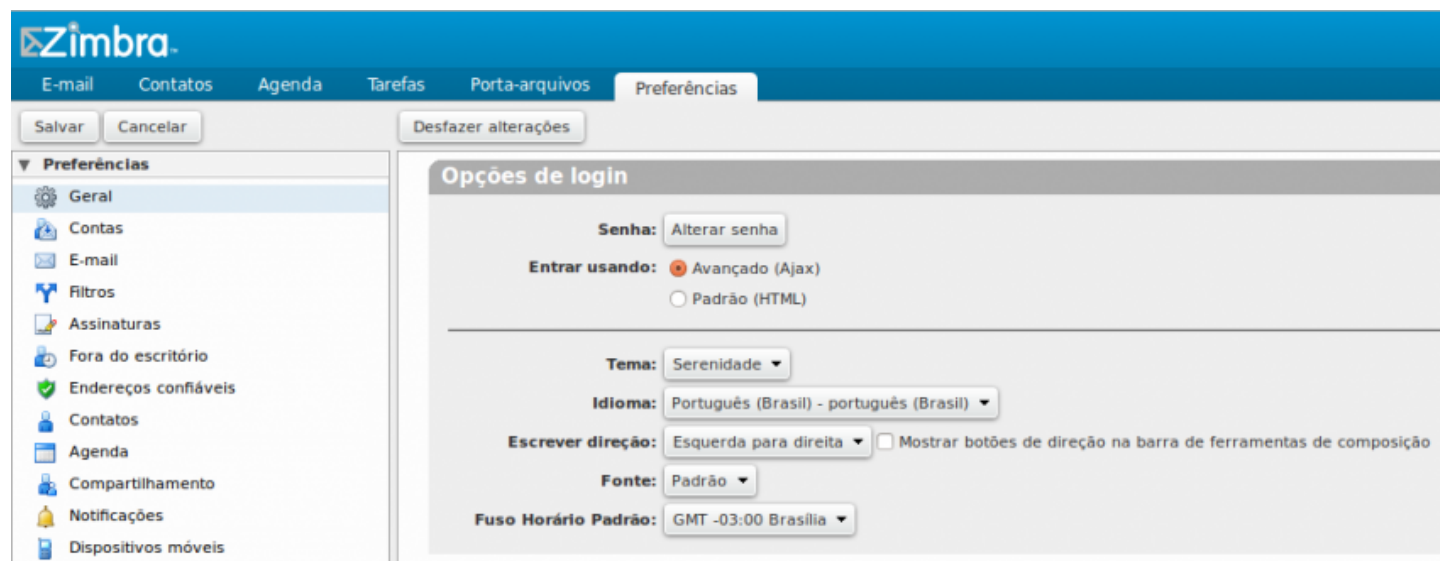 Zimbra™
E-mail Contatos Agenda Tarefas Porta-arquivos Preferências
Salvar Cancelar Desfazer alterações
Preferências
Geral
Contas
E-mail
Filtros
Assinaturas
Fora do escritório
Endereços confiáveis
Contatos
Agenda
Compartilhamento
Notificações
Dispositivos móveis
Opções de login
Senha: Alterar senha
Entrar usando: Avançado (Ajax)
Padrão (HTML)
Tema: Serenidade
Idioma: Português (Brasil) - português (Brasil)
Escrever direção: Esquerda para direita Mostrar botões de direção na barra de ferramentas de composição
Fonte: Padrão
Fuso Horário Padrão: GMT -03:00 Brasília